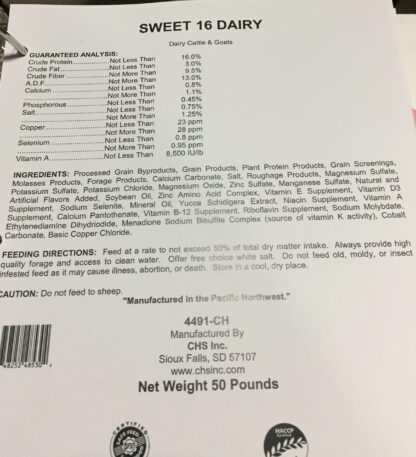 SWEET 16 DAIRY
Dairy Cattle & Goats
GUARANTEED ANALYSIS:
Crude Protein Not Less Than 16.0%
Crude Fat Not Less Than 3.0%
Crude Fiber Not More Than 9.5%
A.D.F. Not More Than 13.0%
Calcium Not Less Than 0.8%
Not More Than 1.1%
Phosphorous Not Less Than 0.45%
Salt Not Less Than 0.75%
Not More Than 1.25%
Copper Not Less Than 23 ppm
Not More Than 28 ppm
Selenium Not Less Than 0.8 ppm
Not More Than 0.95 ppm
Vitamin A Not Less Than 8,500 IU/lb
INGREDIENTS: Processed Grain Byproducts, Grain Products, Plant Protein Products, Grain Screenings,
Molasses Products, Forage Products, Calcium Carbonate, Salt, Roughage Products, Magnesium Sulfate,
Potassium Sulfate, Potassium Chloride, Magnesium Oxide, Zinc Sulfate, Manganese Sulfate, Natural and
Artificial Flavors Added, Soybean Oil, Zinc Amino Acid Complex, Vitamin E Supplement, Vitamin D3
Supplement, Sodium Selenite, Mineral Oil, Yucca Schidigera Extract, Niacin Supplement, Vitamin A
Supplement, Calcium Pantothenate, Vitamin B-12 Supplement, Riboflavin Supplement, Sodium Molybdate,
Ethylenediamine Dihydriodide, Menadione Sodium Bisulfite Complex (source of vitamin K activity), Cobalt
Carbonate, Basic Copper Chloride.
FEEDING DIRECTIONS: Feed at a rate to not exceed 50% of total dry matter intake. Always provide high
quality forage and access to clean water. Offer free choice white salt. Do not feed old, moldy, or insect
infested feed as it may cause illness, abortion, or death. Store in a cool, dry place.
CAUTION: Do not feed to sheep.
"Manufactured in the Pacific Northwest."
4491-CH
Manufactured By
CHS Inc.
Sioux Falls, SD 57107
www.chsinc.com
Net Weight 50 Pounds
48252 48530 4
CERTIFIED
SAFE FEED
HACCP